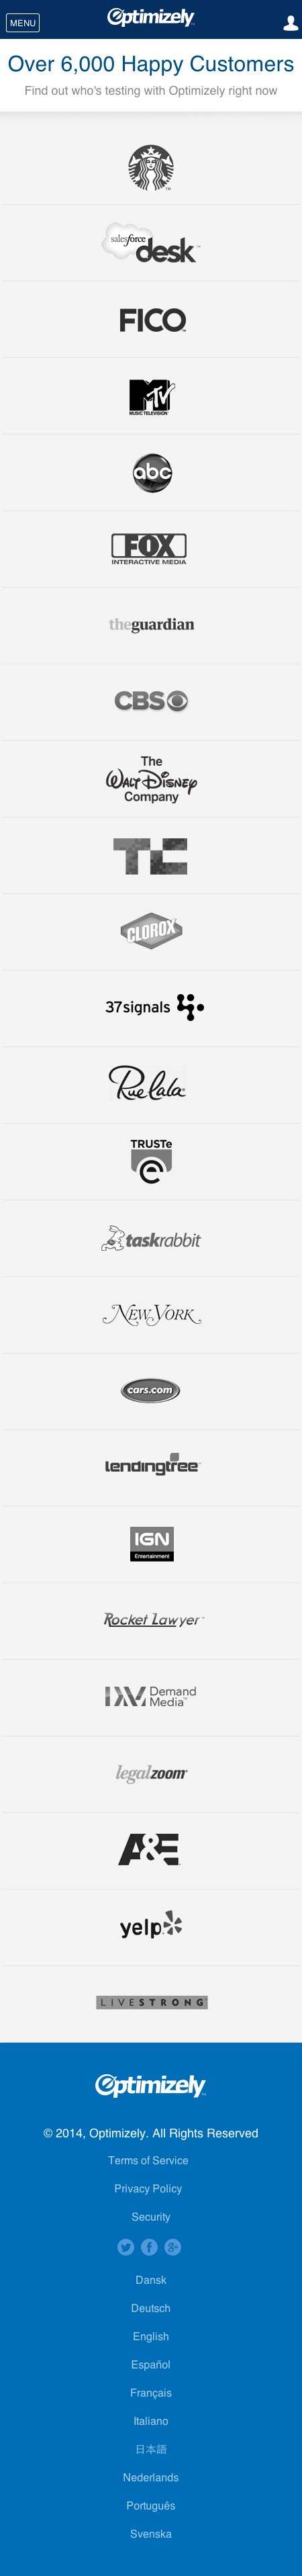 MENU
Optimizely
Over 6,000 Happy Customers
Find out who's testing with Optimizely right now
salesforce
desk
FICO
MTV
MUSIC TELEVISION
abc
FOX
INTERACTIVE MEDIA
theguardian
CBS
The
WALT DISNEY
Company
TC
CLOROX
37signals
Rue La La
TRUSTe
e
taskrabbit
NEW YORK
cars.com
lendingtree
IGN
Entertainment
ROCKET LAWYER
DM Demand
Media
legalzoom
A&E
yelp
LIVESTRONG
Optimizely
© 2014, Optimizely. All Rights Reserved
Terms of Service
Privacy Policy
Security
Dansk
Deutsch
English
Español
Français
Italiano
日本語
Nederlands
Português
Svenska